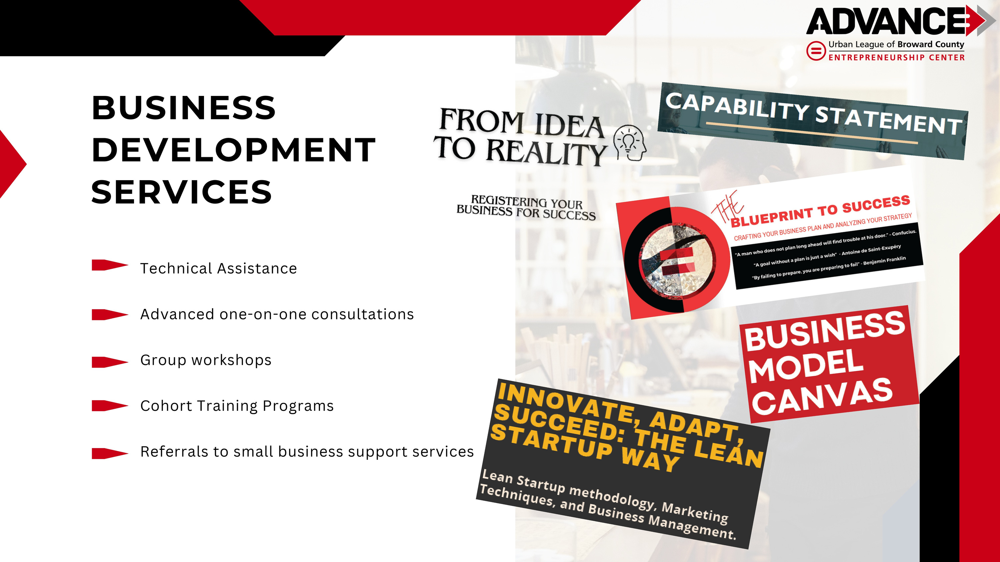 ADVANCE
Urban League of Broward County
ENTREPRENEURSHIP CENTER
BUSINESS
DEVELOPMENT
SERVICES
Technical Assistance
Advanced one-on-one consultations
Group workshops
Cohort Training Programs
Referrals to small business support services
FROM IDEA
TO REALITY
REGISTERING YOUR
BUSINESS FOR SUCCESS
CAPABILITY STATEMENT
THE
BLUEPRINT TO SUCCESS
CRAFTING YOUR BUSINESS PLAN AND ANALYZING YOUR STRATEGY
"A man who does not plan long ahead will find trouble at his door." - Confucius.
"A goal without a plan is just a wish" - Antoine de Saint-Exupéry
"By failing to prepare, you are preparing to fail" - Benjamin Franklin
BUSINESS
MODEL
CANVAS
INNOVATE, ADAPT,
SUCCEED: THE LEAN
STARTUP WAY
Lean Startup methodology, Marketing
Techniques, and Business Management.